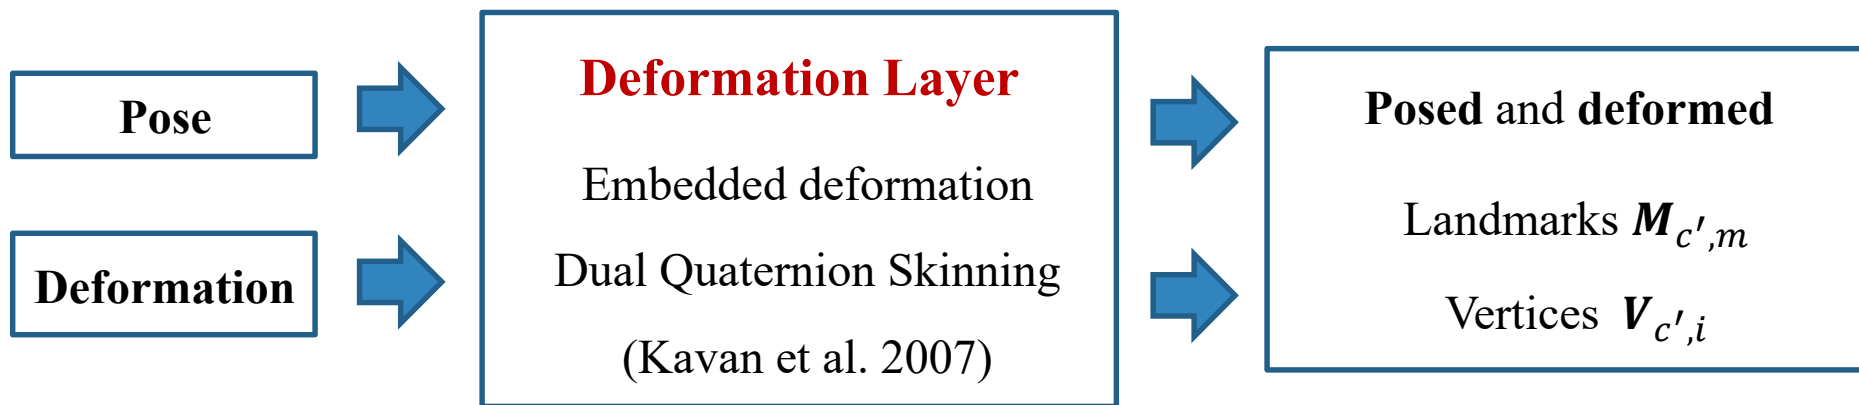 Pose
Deformation
Deformation Layer
Embedded deformation
Dual Quaternion Skinning
(Kavan et al. 2007)
Posed and deformed
Landmarks M_{c',m}
Vertices V_{c',i}